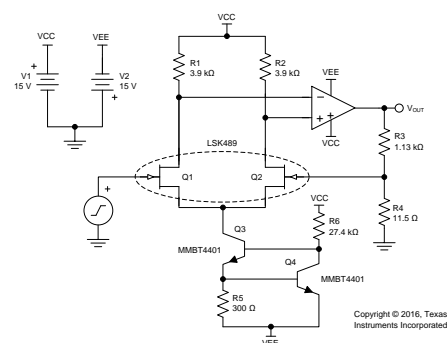 VCC
VCC
VEE
V1
15 V
V2
15 V
R1
3.9 kΩ
R2
3.9 kΩ
VEE
VOUT
VCC
R3
1.13 kΩ
LSK489
Q1
Q2
R4
11.5 Ω
VCC
R6
27.4 kΩ
Q3
MMBT4401
Q4
MMBT4401
R5
300 Ω
VEE
Copyright © 2016, Texas
Instruments Incorporated